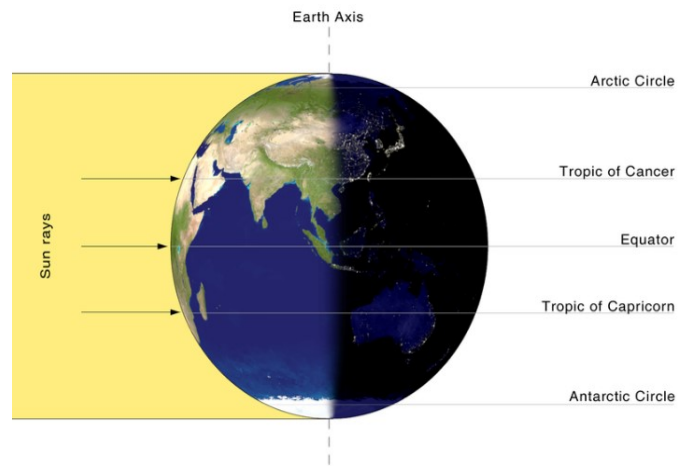 Earth Axis
Arctic Circle
Tropic of Cancer
Sun rays
Equator
Tropic of Capricorn
Antarctic Circle